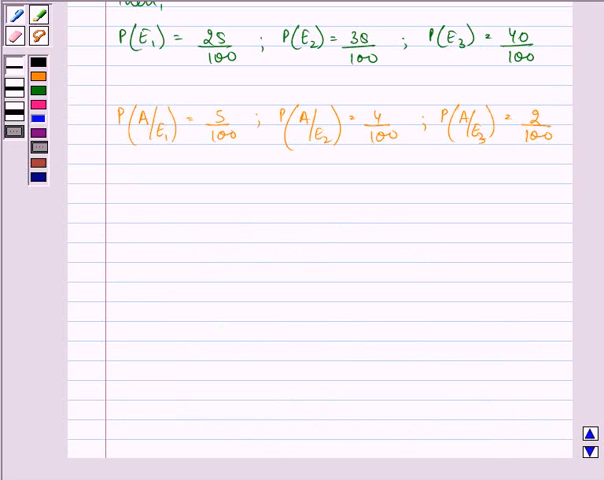 P(E₁) = 25/100 ; P(E₂) = 35/100 ; P(E₃) = 40/100
P(A/E₁) = 5/100 ; P(A/E₂) = 4/100 ; P(A/E₃) = 2/100